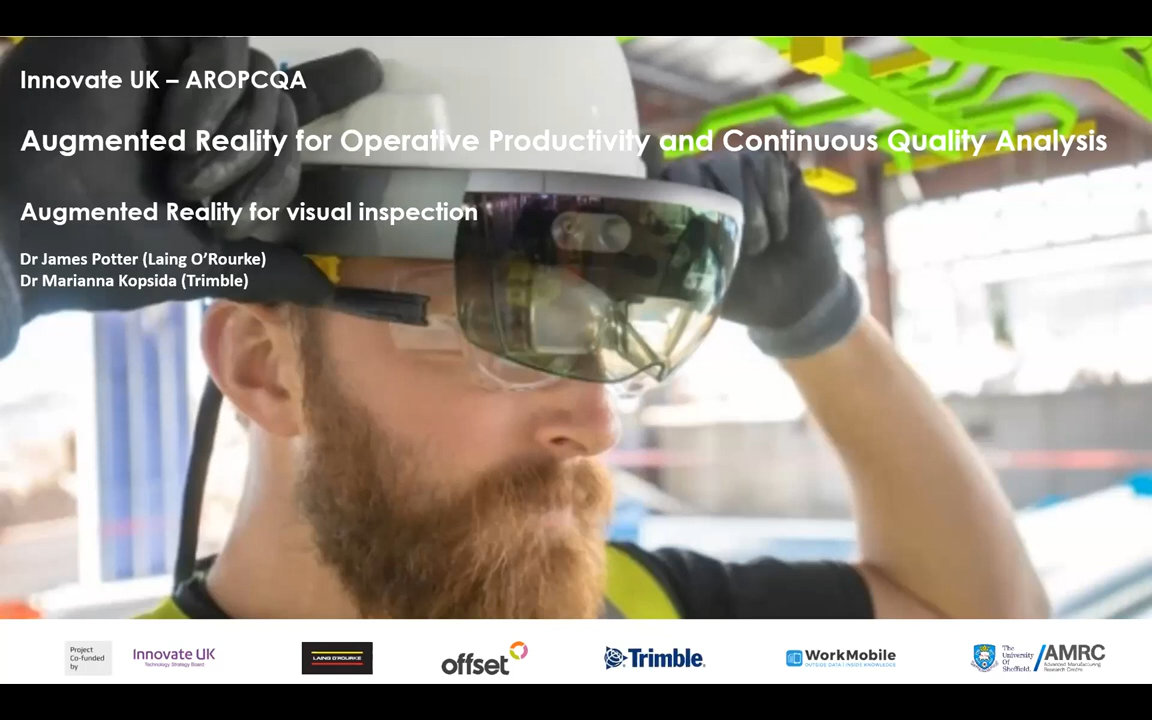 Innovate UK – AROPCQA
Augmented Reality for Operative Productivity and Continuous Quality Analysis
Augmented Reality for visual inspection
Dr James Potter (Laing O’Rourke)
Dr Marianna Kopsida (Trimble)
Project
Co-funded
by
Innovate UK
Technology Strategy Board
LAING O'ROURKE
offset
Trimble.
WorkMobile
OUTSIDE DATA | INSIDE KNOWLEDGE
The
University
Of
Sheffield.
AMRC
Advanced Manufacturing
Research Centre